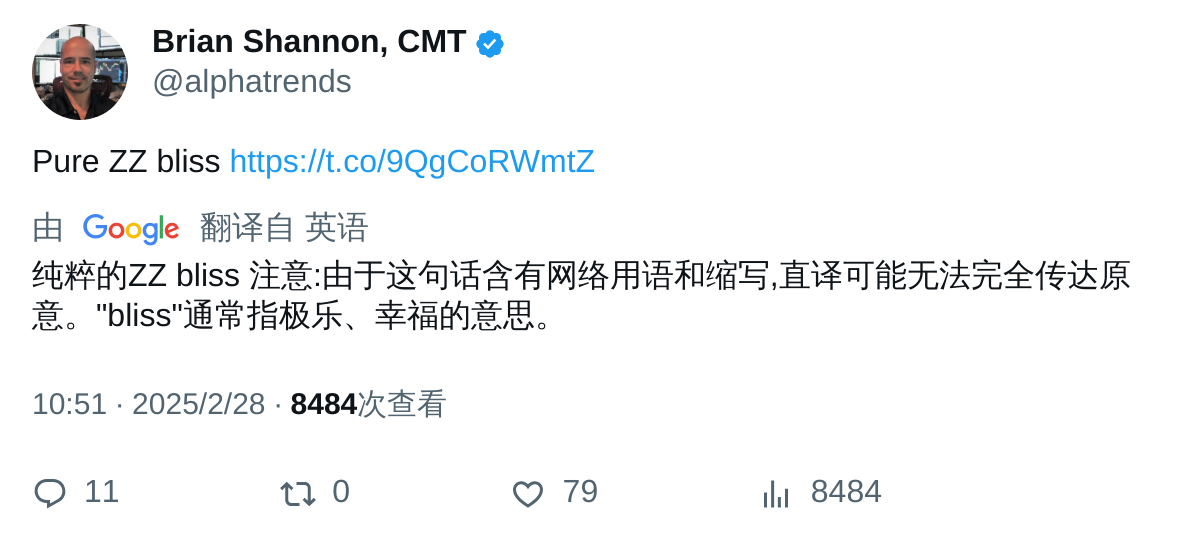 Brian Shannon, CMT
@alphatrends
Pure ZZ bliss https://t.co/9QgCoRWmtZ
由 Google 翻译自 英语
纯粹的ZZ bliss 注意:由于这句话含有网络用语和缩写,直译可能无法完全传达原
意。"bliss"通常指极乐、幸福的意思。
10:51 · 2025/2/28 · 8484次查看
11 0 79 8484